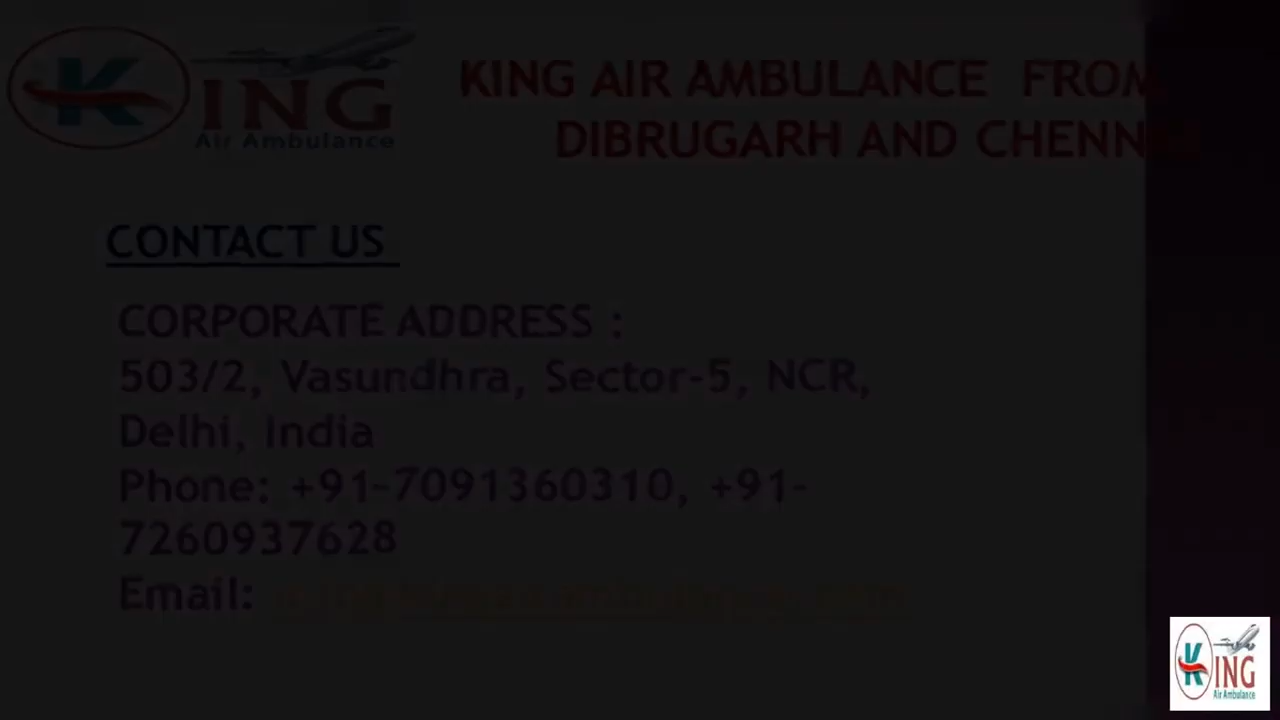 KING
Air Ambulance
KING AIR AMBULANCE FROM
DIBRUGARH AND CHENNAI
CONTACT US
CORPORATE ADDRESS :
503/2, Vasundhra, Sector-5, NCR,
Delhi, India
Phone: +91-7091360310, +91-
7260937628
Email:
KING
Air Ambulance